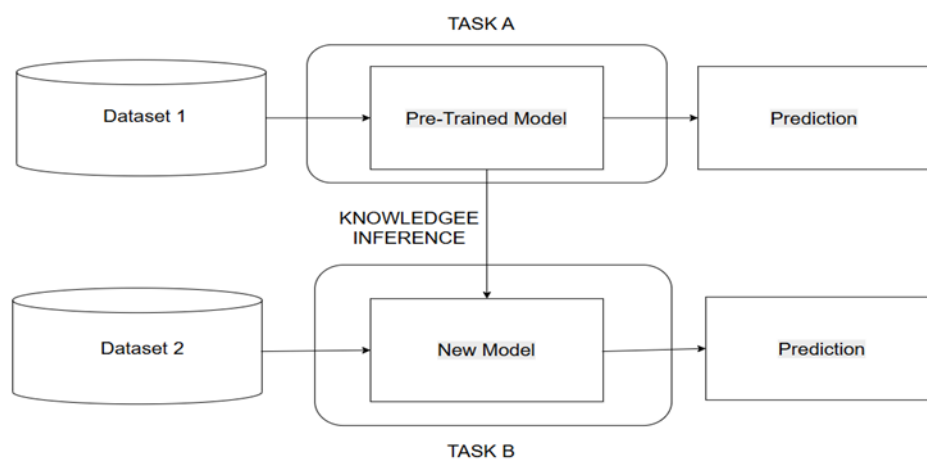 TASK A
Dataset 1
Pre-Trained Model
Prediction
KNOWLEDGEE
INFERENCE
Dataset 2
New Model
Prediction
TASK B